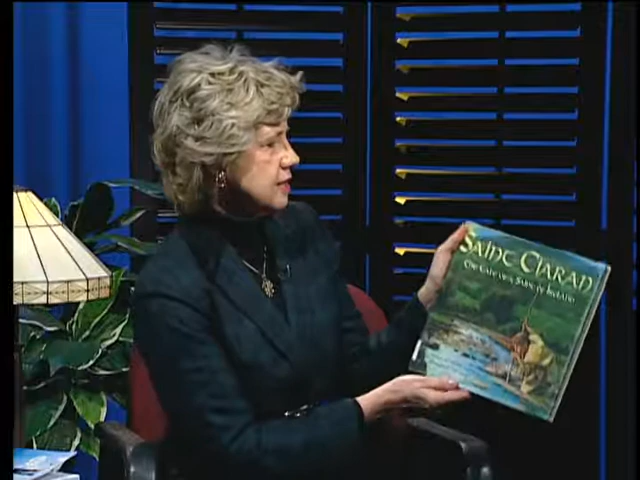 SAINT CIARAN
THE TALE OF A SAINT OF IRELAND